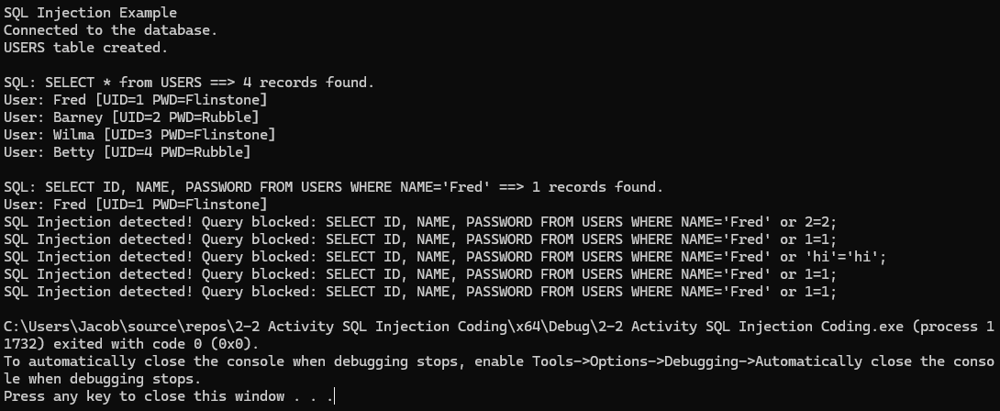 SQL Injection Example
Connected to the database.
USERS table created.
SQL: SELECT * from USERS ==> 4 records found.
User: Fred [UID=1 PWD=Flinstone]
User: Barney [UID=2 PWD=Rubble]
User: Wilma [UID=3 PWD=Flinstone]
User: Betty [UID=4 PWD=Rubble]
SQL: SELECT ID, NAME, PASSWORD FROM USERS WHERE NAME='Fred' ==> 1 records found.
User: Fred [UID=1 PWD=Flinstone]
SQL Injection detected! Query blocked: SELECT ID, NAME, PASSWORD FROM USERS WHERE NAME='Fred' or 2=2;
SQL Injection detected! Query blocked: SELECT ID, NAME, PASSWORD FROM USERS WHERE NAME='Fred' or 1=1;
SQL Injection detected! Query blocked: SELECT ID, NAME, PASSWORD FROM USERS WHERE NAME='Fred' or 'hi'='hi';
SQL Injection detected! Query blocked: SELECT ID, NAME, PASSWORD FROM USERS WHERE NAME='Fred' or 1=1;
SQL Injection detected! Query blocked: SELECT ID, NAME, PASSWORD FROM USERS WHERE NAME='Fred' or 1=1;
C:\Users\Jacob\source\repos\2-2 Activity SQL Injection Coding\x64\Debug\2-2 Activity SQL Injection Coding.exe (process 1
1732) exited with code 0 (0x0).
To automatically close the console when debugging stops, enable Tools->Options->Debugging->Automatically close the conso
le when debugging stops.
Press any key to close this window . . .